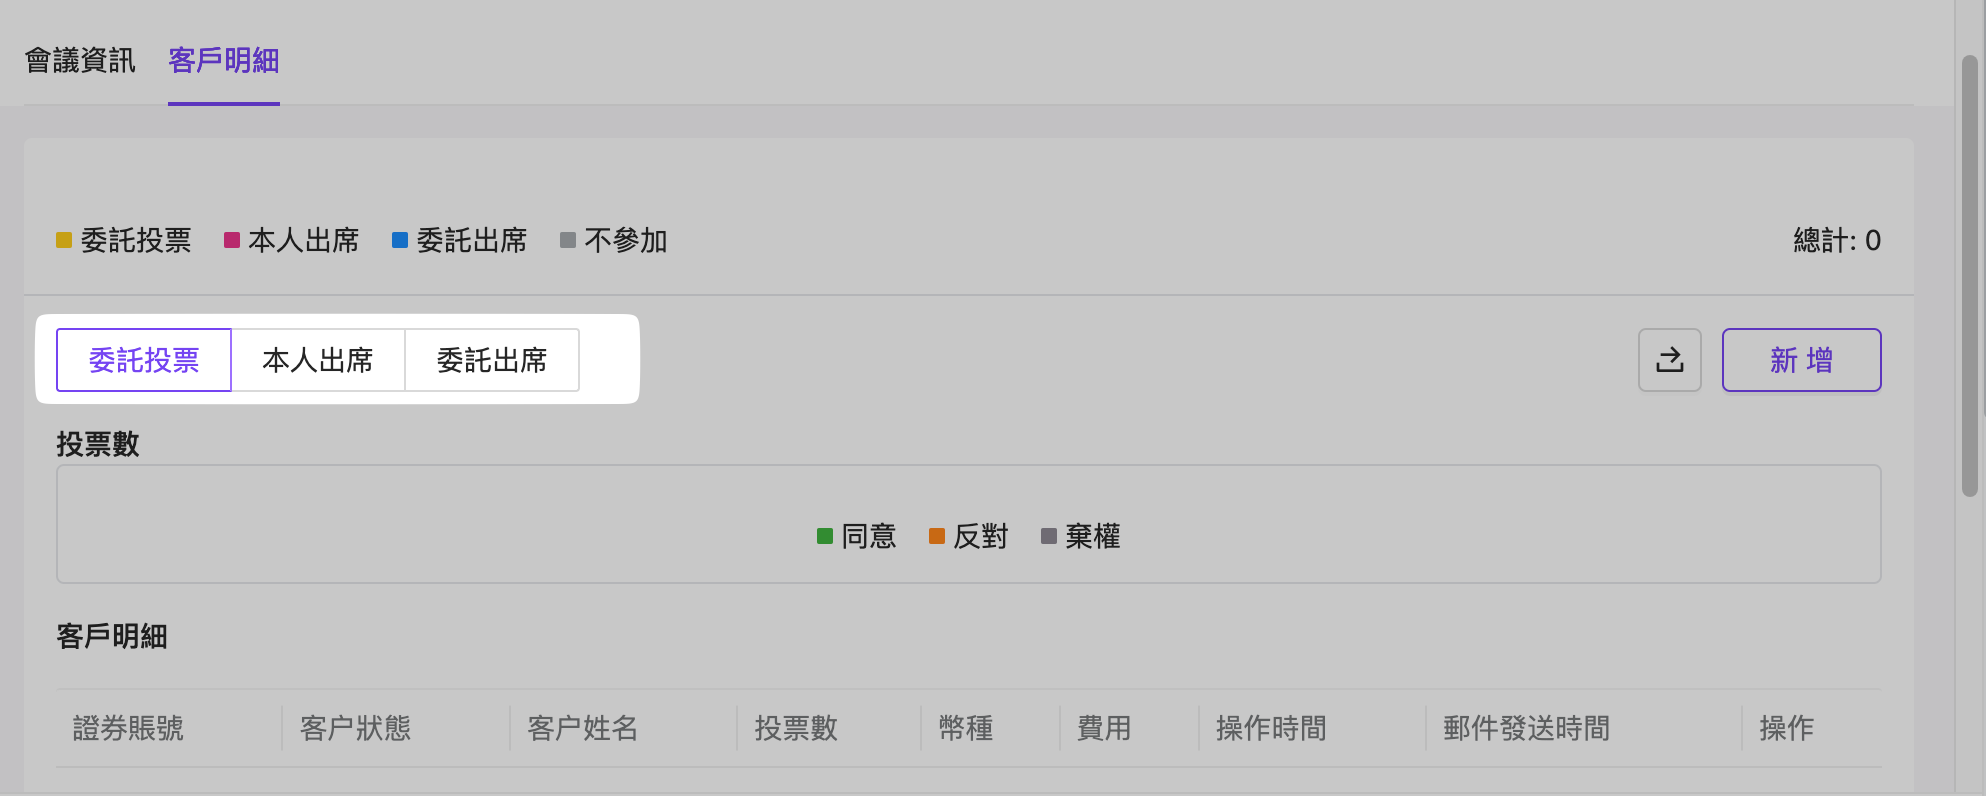 會議資訊 客戶明細
委託投票 本人出席 委託出席 不參加 總計: 0
委託投票 本人出席 委託出席 新增
投票數
同意 反對 棄權
客戶明細
證券賬號 客户狀態 客户姓名 投票數 幣種 費用 操作時間 郵件發送時間 操作